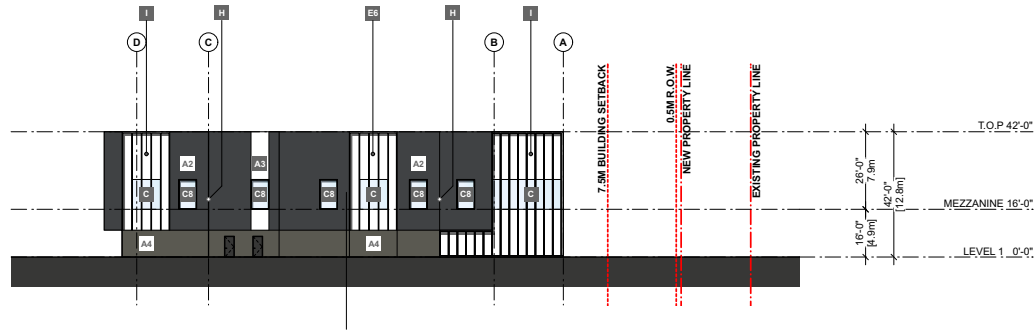 I
H
E6
H
I
D
C
B
A
7.5M BUILDING SETBACK
0.5M R.O.W.
NEW PROPERTY LINE
EXISTING PROPERTY LINE
T.O.P 42'-0"
A2
A3
A2
C
C8
C8
C8
C
C8
C8
C
26'-0"
7.9m
42'-0"
[12.8m]
MEZZANINE 16'-0"
A4
A4
16'-0"
[4.9m]
LEVEL 1 0'-0"